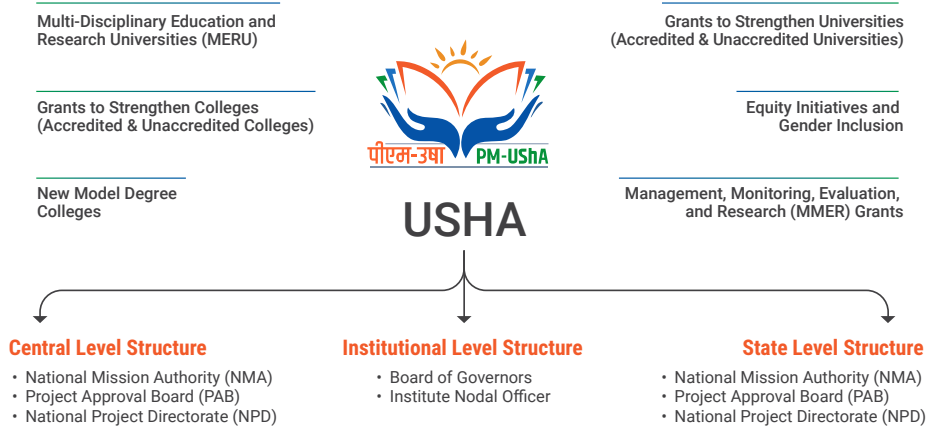 Multi-Disciplinary Education and
Research Universities (MERU)
Grants to Strengthen Colleges
(Accredited & Unaccredited Colleges)
New Model Degree
Colleges
पीएम-उषा PM-UShA
USHA
Grants to Strengthen Universities
(Accredited & Unaccredited Universities)
Equity Initiatives and
Gender Inclusion
Management, Monitoring, Evaluation,
and Research (MMER) Grants
Central Level Structure
• National Mission Authority (NMA)
• Project Approval Board (PAB)
• National Project Directorate (NPD)
Institutional Level Structure
• Board of Governors
• Institute Nodal Officer
State Level Structure
• National Mission Authority (NMA)
• Project Approval Board (PAB)
• National Project Directorate (NPD)